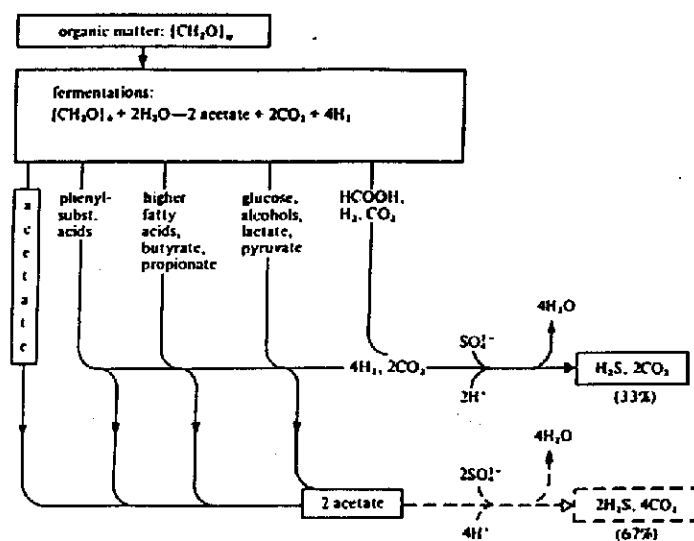 organic matter: [CH₂O]ₙ
fermentations:
[CH₂O]₆ + 2H₂O—2 acetate + 2CO₂ + 4H₂
acetate
phenyl-
subst.
acids
higher
fatty
acids,
butyrate,
propionate
glucose,
alcohols,
lactate,
pyruvate
HCOOH,
H₂, CO₂
4H₂, 2CO₂
SO₄²⁻
2H⁺
4H₂O
H₂S, 2CO₂
(33%)
2 acetate
2SO₄²⁻
4H⁺
4H₂O
2H₂S, 4CO₂
(67%)